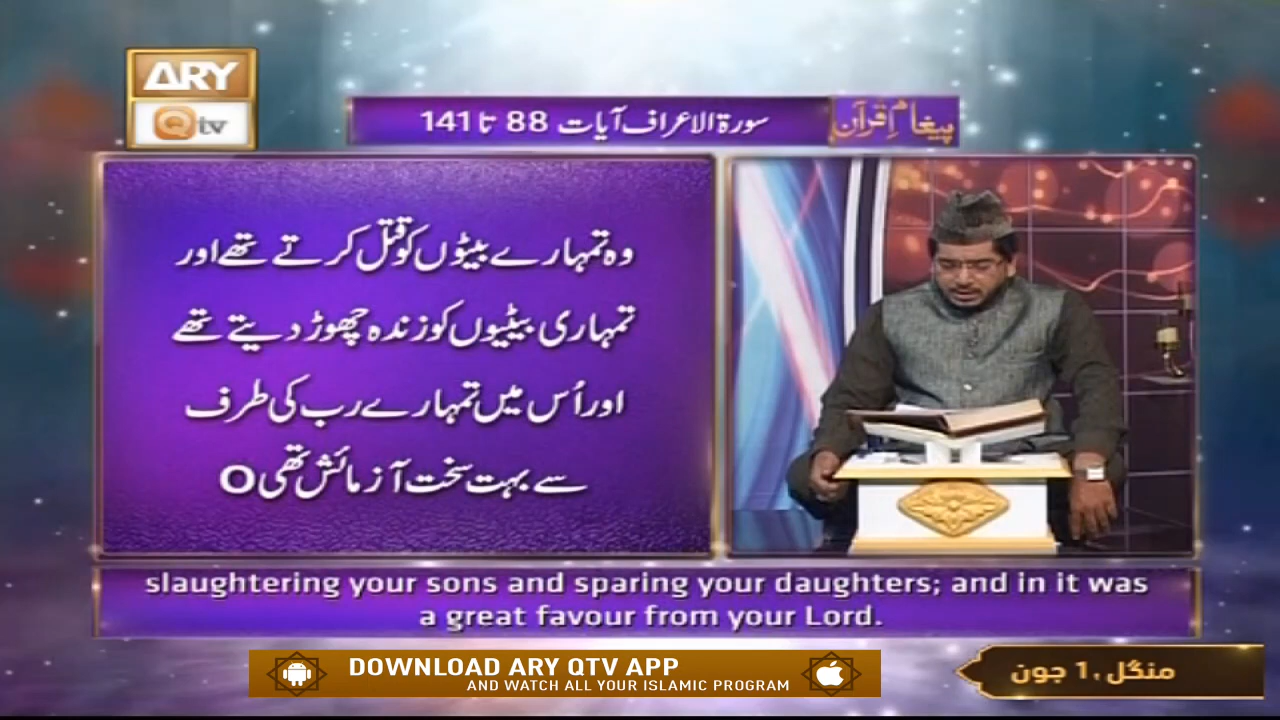 ARY
Qtv
پیغامِ قرآن
سورۃ الاعراف آیات 88 تا 141
وہ تمہارے بیٹوں کو قتل کرتے تھے اور
تمہاری بیٹیوں کو زندہ چھوڑ دیتے تھے
اور اُس میں تمہارے رب کی طرف
سے بہت سخت آزمائش تھی O
slaughtering your sons and sparing your daughters; and in it was
a great favour from your Lord.
DOWNLOAD ARY QTV APP
AND WATCH ALL YOUR ISLAMIC PROGRAM
منگل، 1 جون